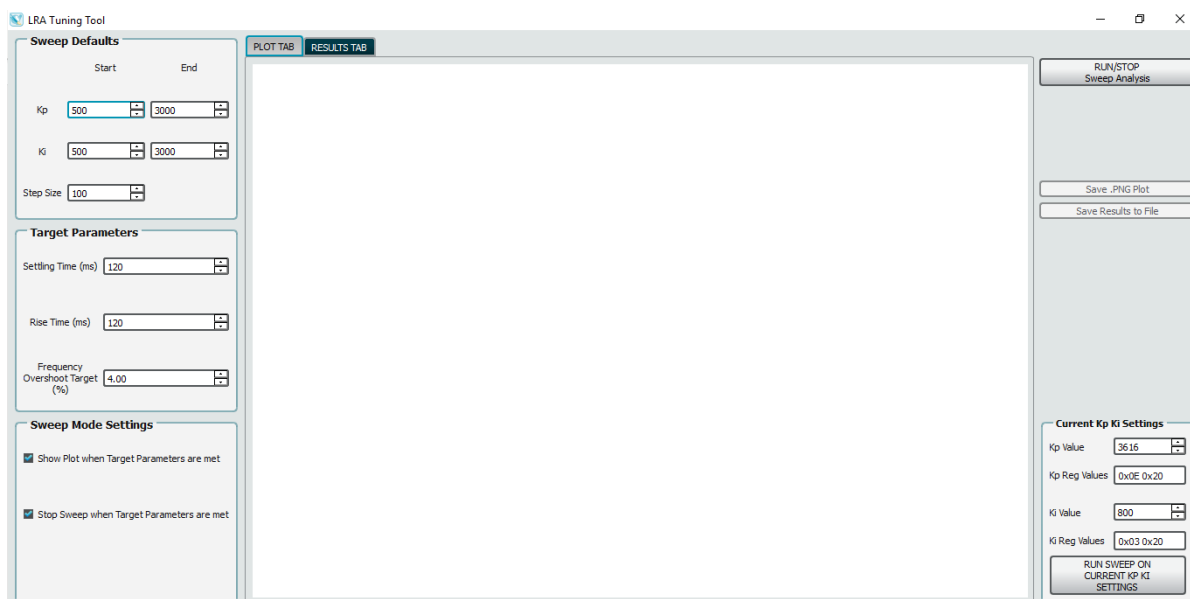 LRA Tuning Tool
Sweep Defaults
Start End
Kp 500 3000
Ki 500 3000
Step Size 100
Target Parameters
Settling Time (ms) 120
Rise Time (ms) 120
Frequency
Overshoot Target 4.00
(%)
Sweep Mode Settings
Show Plot when Target Parameters are met
Stop Sweep when Target Parameters are met
PLOT TAB RESULTS TAB
RUN/STOP
Sweep Analysis
Save .PNG Plot
Save Results to File
Current Kp Ki Settings
Kp Value 3616
Kp Reg Values 0x0E 0x20
Ki Value 800
Ki Reg Values 0x03 0x20
RUN SWEEP ON
CURRENT KP KI
SETTINGS